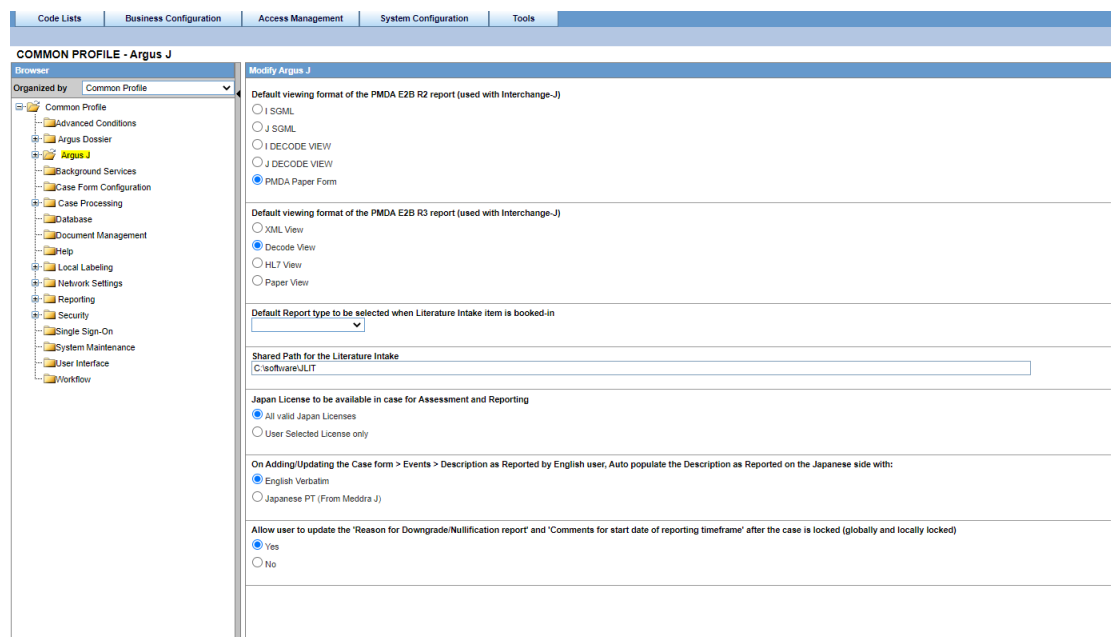 Code Lists
Business Configuration
Access Management
System Configuration
Tools
COMMON PROFILE - Argus J
Browser
Organized by
Common Profile
Common Profile
Advanced Conditions
Argus Dossier
Argus J
Background Services
Case Form Configuration
Case Processing
Database
Document Management
Help
Local Labeling
Network Settings
Reporting
Security
Single Sign-On
System Maintenance
User Interface
Workflow
Modify Argus J
Default viewing format of the PMDA E2B R2 report (used with Interchange-J)
I SGML
J SGML
I DECODE VIEW
J DECODE VIEW
PMDA Paper Form
Default viewing format of the PMDA E2B R3 report (used with Interchange-J)
XML View
Decode View
HL7 View
Paper View
Default Report type to be selected when Literature Intake item is booked-in
Shared Path for the Literature Intake
C:\software\JLIT
Japan License to be available in case for Assessment and Reporting
All valid Japan Licenses
User Selected License only
On Adding/Updating the Case form > Events > Description as Reported by English user, Auto populate the Description as Reported on the Japanese side with:
English Verbatim
Japanese PT (From Meddra J)
Allow user to update the 'Reason for Downgrade/Nullification report' and 'Comments for start date of reporting timeframe' after the case is locked (globally and locally locked)
Yes
No